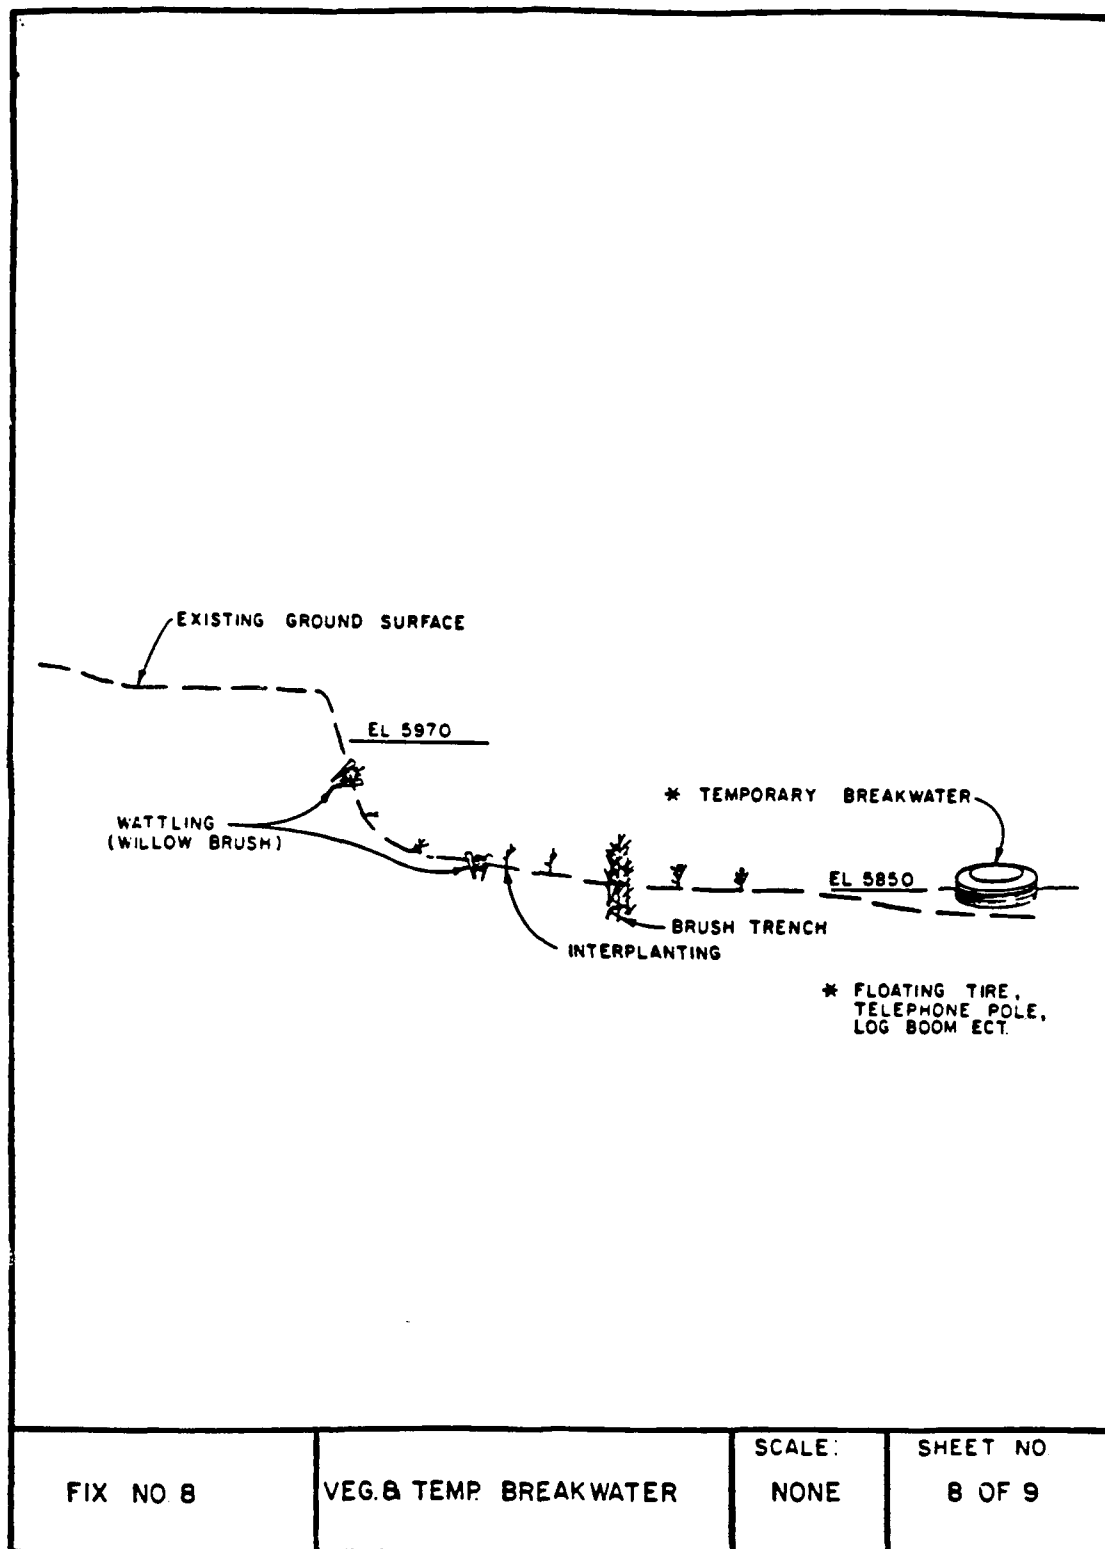 EXISTING GROUND SURFACE
EL 5970
* TEMPORARY BREAKWATER
WATTLING
(WILLOW BRUSH)
EL 5850
BRUSH TRENCH
INTERPLANTING
* FLOATING TIRE,
TELEPHONE POLE,
LOG BOOM ECT.
FIX NO. 8
VEG. & TEMP. BREAKWATER
SCALE:
NONE
SHEET NO
8 OF 9